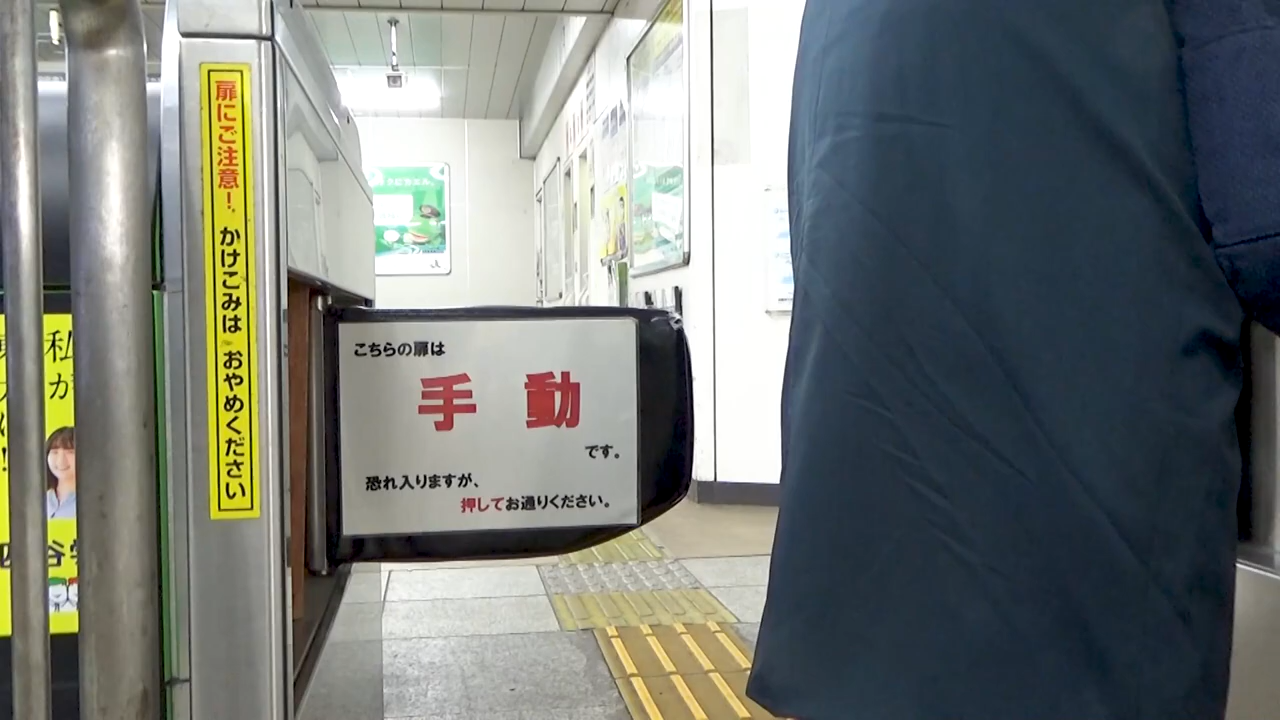 扉にご注意！ かけこみは おやめください
こちらの扉は
手 動
です。
恐れ入りますが、
押してお通りください。
私
が